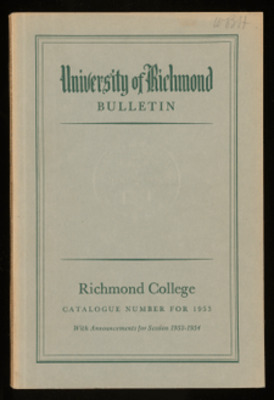 University of Richmond
BULLETIN
Richmond College
CATALOGUE NUMBER FOR 1953
With Announcements for Session 1953-1954